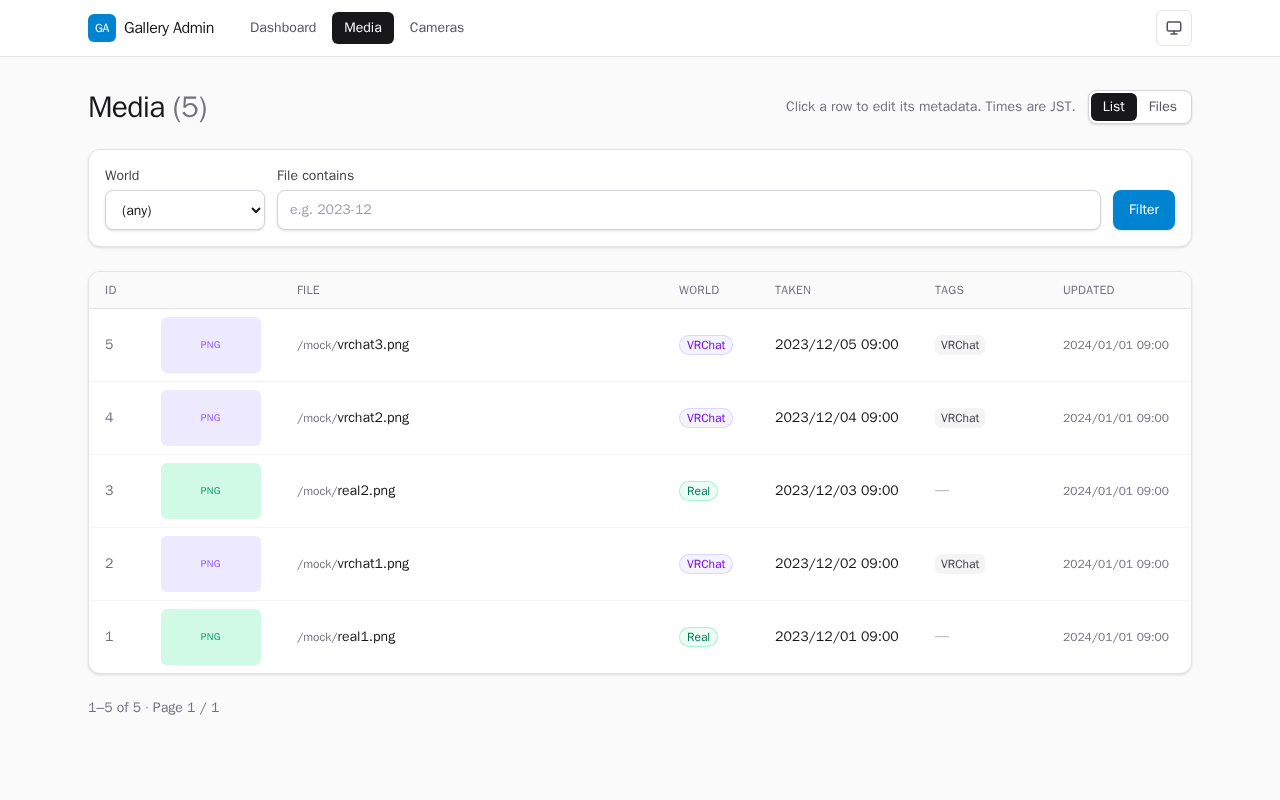 GA Gallery Admin Dashboard Media Cameras
Media (5)
Click a row to edit its metadata. Times are JST. List Files
World File contains
(any) e.g. 2023-12 Filter
ID FILE WORLD TAKEN TAGS UPDATED
5 PNG /mock/vrchat3.png VRChat 2023/12/05 09:00 VRChat 2024/01/01 09:00
4 PNG /mock/vrchat2.png VRChat 2023/12/04 09:00 VRChat 2024/01/01 09:00
3 PNG /mock/real2.png Real 2023/12/03 09:00 — 2024/01/01 09:00
2 PNG /mock/vrchat1.png VRChat 2023/12/02 09:00 VRChat 2024/01/01 09:00
1 PNG /mock/real1.png Real 2023/12/01 09:00 — 2024/01/01 09:00
1–5 of 5 · Page 1 / 1